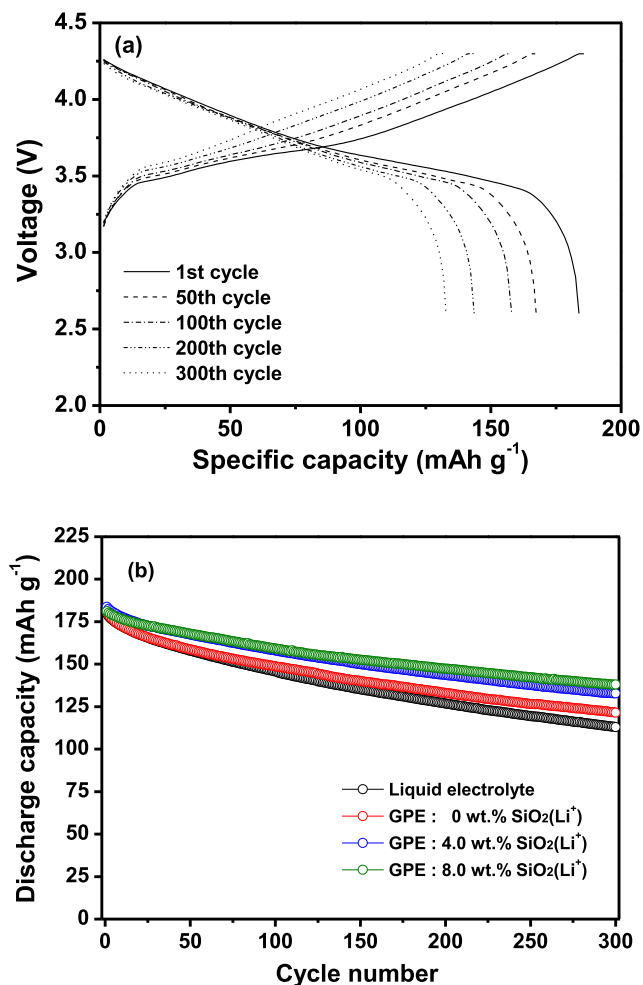 (a)
4.5
4.0
3.5
3.0
2.5
2.0
Voltage (V)
1st cycle
50th cycle
100th cycle
200th cycle
300th cycle
0 50 100 150 200
Specific capacity (mAh g⁻¹)
(b)
225
200
175
150
125
100
75
50
25
0
Discharge capacity (mAh g⁻¹)
Liquid electrolyte
GPE : 0 wt.% SiO₂(Li⁺)
GPE : 4.0 wt.% SiO₂(Li⁺)
GPE : 8.0 wt.% SiO₂(Li⁺)
0 50 100 150 200 250 300
Cycle number